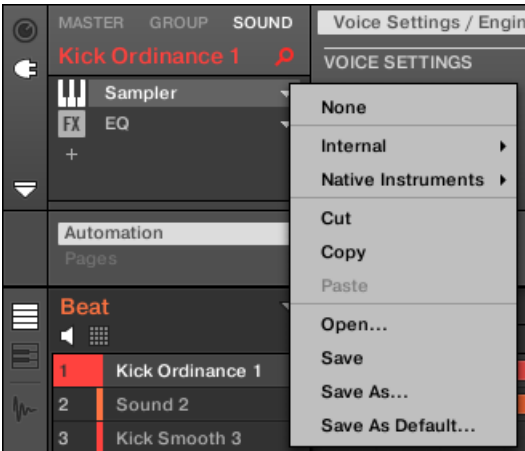 MASTER GROUP SOUND
Kick Ordinance 1
Voice Settings / Engin
VOICE SETTINGS
Sampler
FX EQ
+
Automation
Pages
Beat
1 Kick Ordinance 1
2 Sound 2
3 Kick Smooth 3
None
Internal
Native Instruments
Cut
Copy
Paste
Open...
Save
Save As...
Save As Default...